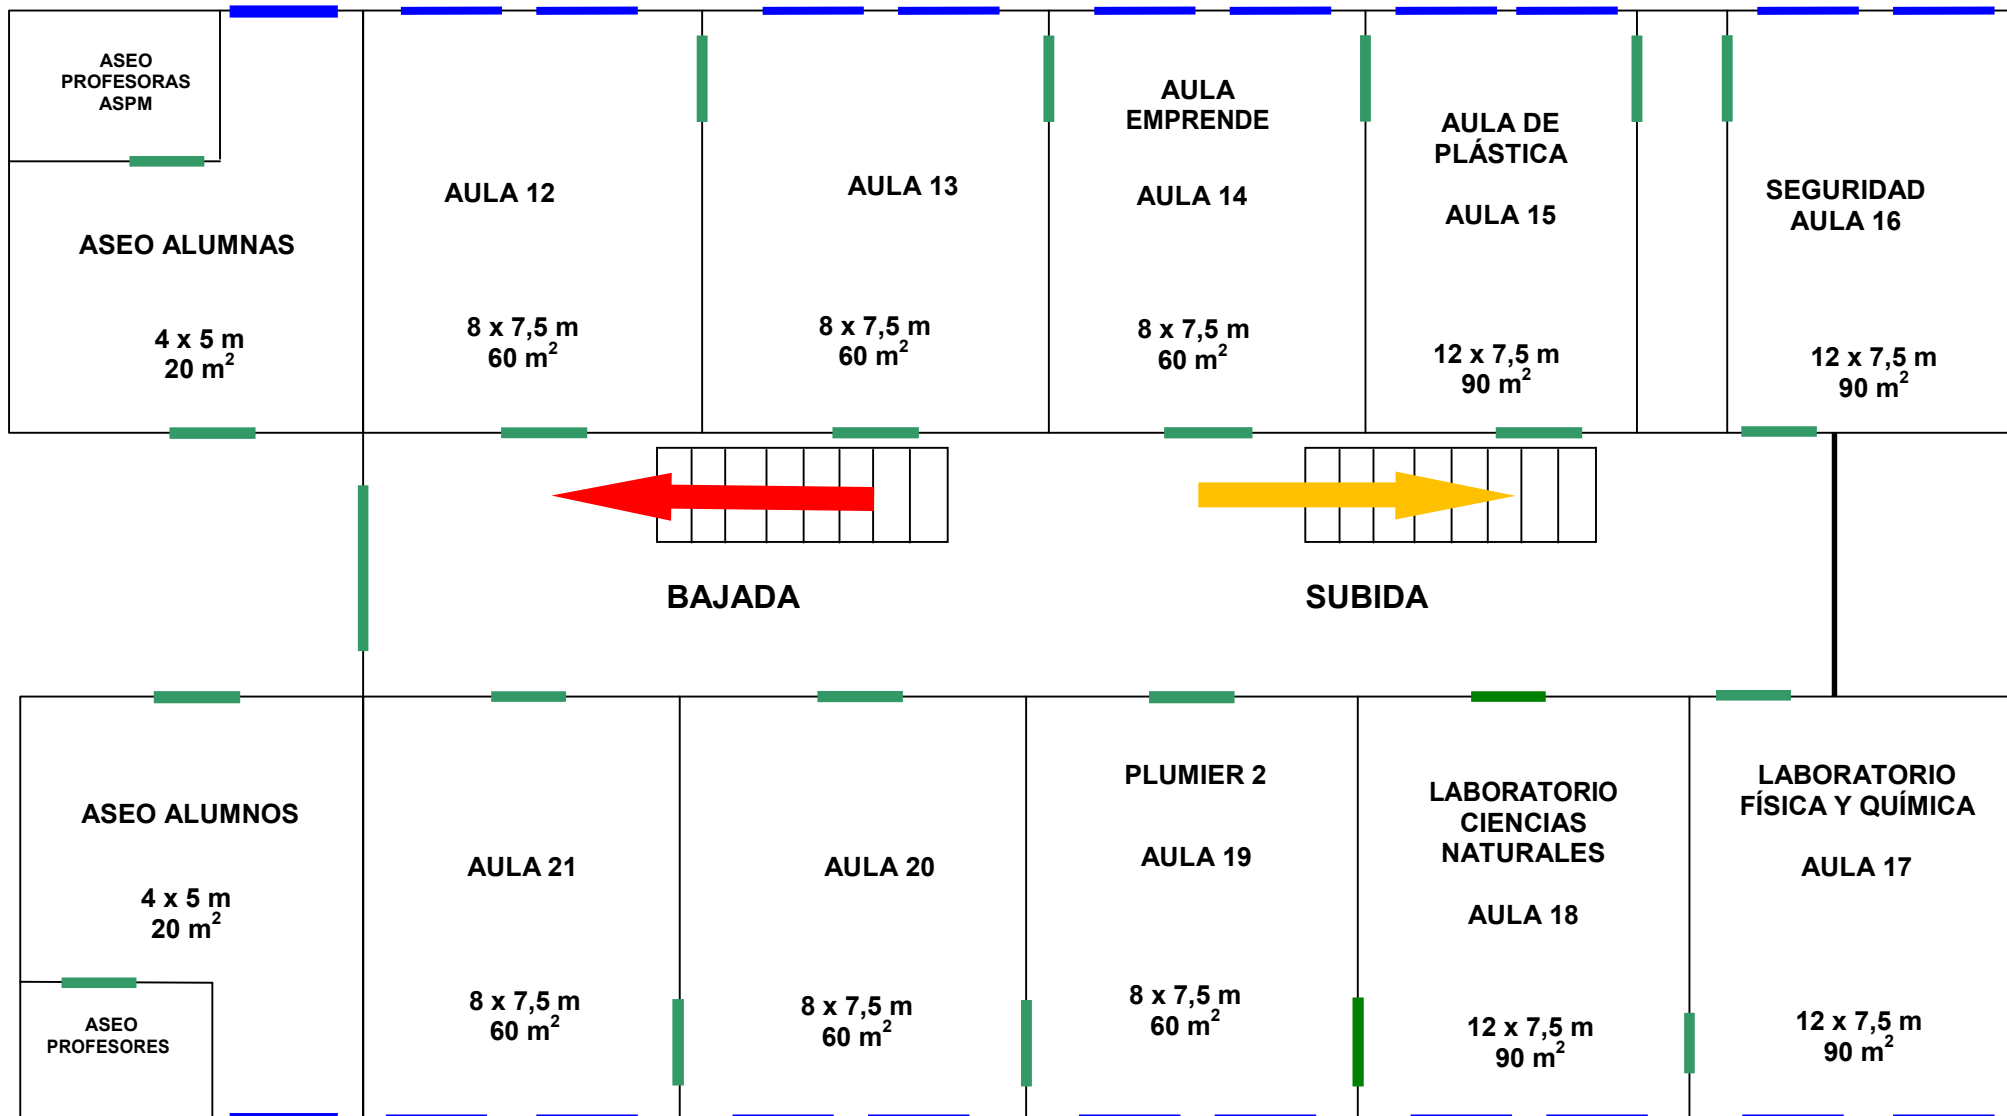 ASEO
PROFESORAS
ASPM
ASEO ALUMNAS
4 x 5 m
20 m²
AULA 12
8 x 7,5 m
60 m²
AULA 13
8 x 7,5 m
60 m²
AULA
EMPRENDE
AULA 14
8 x 7,5 m
60 m²
AULA DE
PLÁSTICA
AULA 15
12 x 7,5 m
90 m²
SEGURIDAD
AULA 16
12 x 7,5 m
90 m²
BAJADA
SUBIDA
ASEO ALUMNOS
4 x 5 m
20 m²
ASEO
PROFESORES
AULA 21
8 x 7,5 m
60 m²
AULA 20
8 x 7,5 m
60 m²
PLUMIER 2
AULA 19
8 x 7,5 m
60 m²
LABORATORIO
CIENCIAS
NATURALES
AULA 18
12 x 7,5 m
90 m²
LABORATORIO
FÍSICA Y QUÍMICA
AULA 17
12 x 7,5 m
90 m²